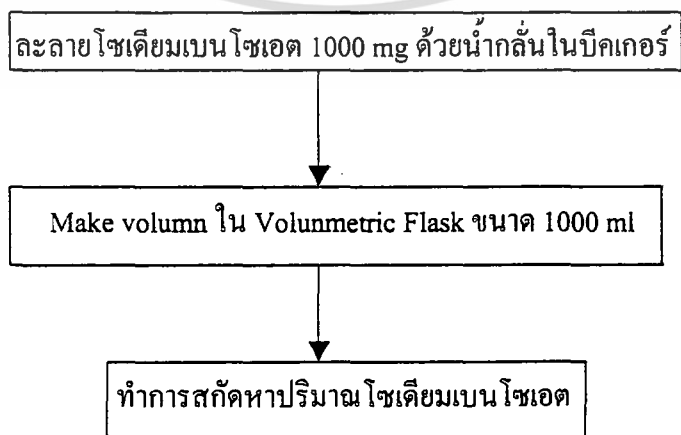 ละลายโซเดียมเบนโซเอต 1000 mg ด้วยน้ำกลั่นในบีคเกอร์
Make volumn ใน Volunmetric Flask ขนาด 1000 ml
ทำการสกัดหาปริมาณโซเดียมเบนโซเอต